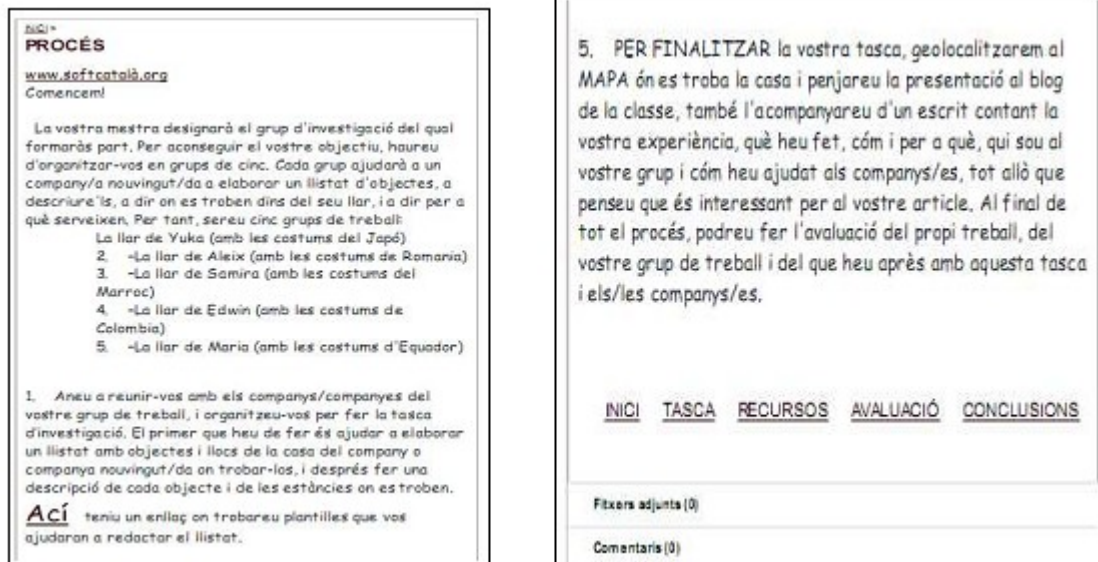 INICI >
PROCÉS
www.softcatalà.org
Comencem!
La vostra mestra designarà el grup d'investigació del qual
formaràs part. Per aconseguir el vostre objectiu, haureu
d'organitzar-vos en grups de cinc. Cada grup ajudarà a un
company/a nouvingut/da a elaborar un llistat d'objectes, a
descriure'ls, a dir on es troben dins del seu llar, i a dir per a
què serveixen. Per tant, sereu cinc grups de treball:
La llar de Yuka (amb les costums del Japó)
2. -La llar de Aleix (amb les costums de Romania)
3. -La llar de Samira (amb les costums del
Marroc)
4. -La llar de Edwin (amb les costums de
Colombia)
5. -La llar de Maria (amb les costums d'Equador)
1. Aneu a reunir-vos amb els companys/companyes del
vostre grup de treball, i organitzeu-vos per fer la tasca
d'investigació. El primer que heu de fer és ajudar a elaborar
un llistat amb objectes i llocs de la casa del company o
companya nouvingut/da on trobar-los, i després fer una
descripció de cada objecte i de les estàncies on es troben.
Ací teniu un enllaç on trobareu plantilles que vos
ajudaran a redactar el llistat.
5. PER FINALITZAR la vostra tasca, geolocalitzarem al
MAPA ón es troba la casa i penjareu la presentació al blog
de la classe, també l'acompanyareu d'un escrit contant la
vostra experiència, què heu fet, cóm i per a què, qui sou al
vostre grup i cóm heu ajudat als companys/es, tot allò que
penseu que és interessant per al vostre article. Al final de
tot el procés, podreu fer l'avaluació del propi treball, del
vostre grup de treball i del que heu après amb aquesta tasca
i els/les companys/es.
INICI TASCA RECURSOS AVALUACIÓ CONCLUSIONS
Fitxers adjunts (0)
Comentaris (0)